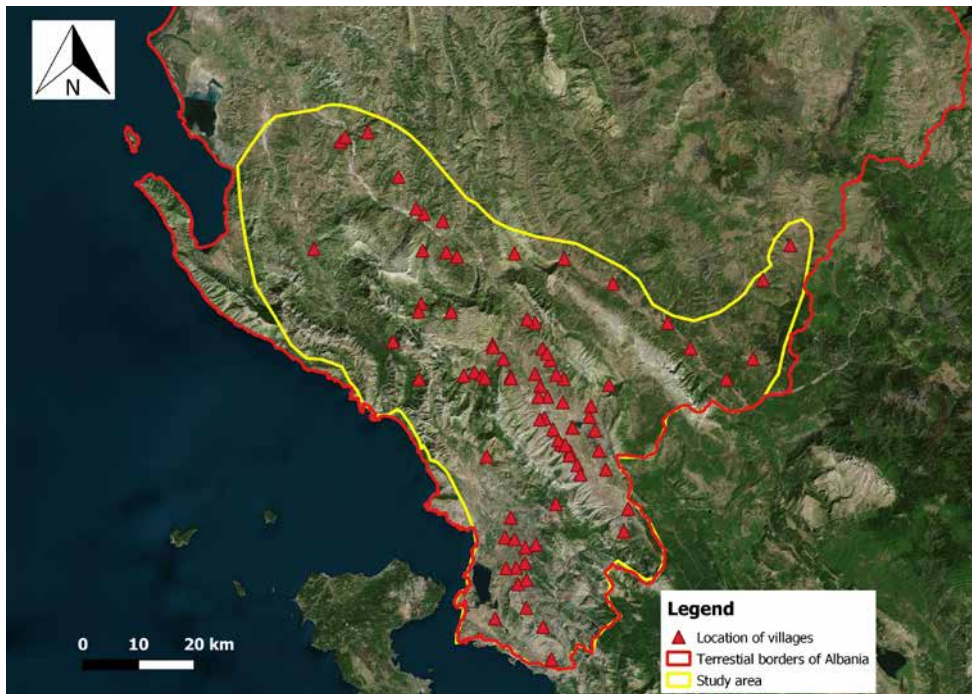 N
0 10 20 km
Legend
Location of villages
Terrestial borders of Albania
Study area